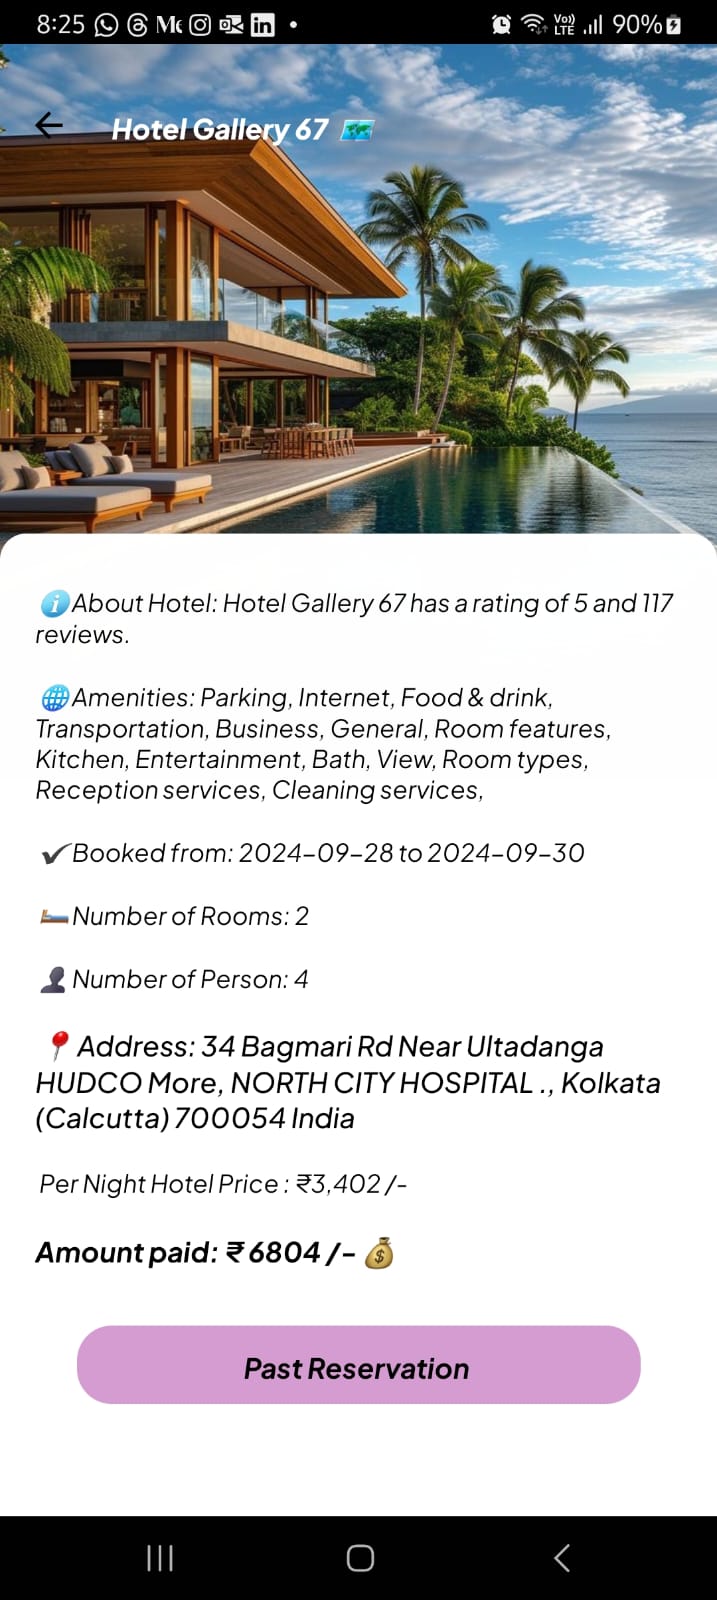 8:25
VoD) LTE
90%
Hotel Gallery 67
About Hotel: Hotel Gallery 67 has a rating of 5 and 117
reviews.
Amenities: Parking, Internet, Food & drink,
Transportation, Business, General, Room features,
Kitchen, Entertainment, Bath, View, Room types,
Reception services, Cleaning services,
Booked from: 2024-09-28 to 2024-09-30
Number of Rooms: 2
Number of Person: 4
Address: 34 Bagmari Rd Near Ultadanga
HUDCO More, NORTH CITY HOSPITAL ., Kolkata
(Calcutta) 700054 India
Per Night Hotel Price : ₹3,402 /-
Amount paid: ₹ 6804 /-
Past Reservation